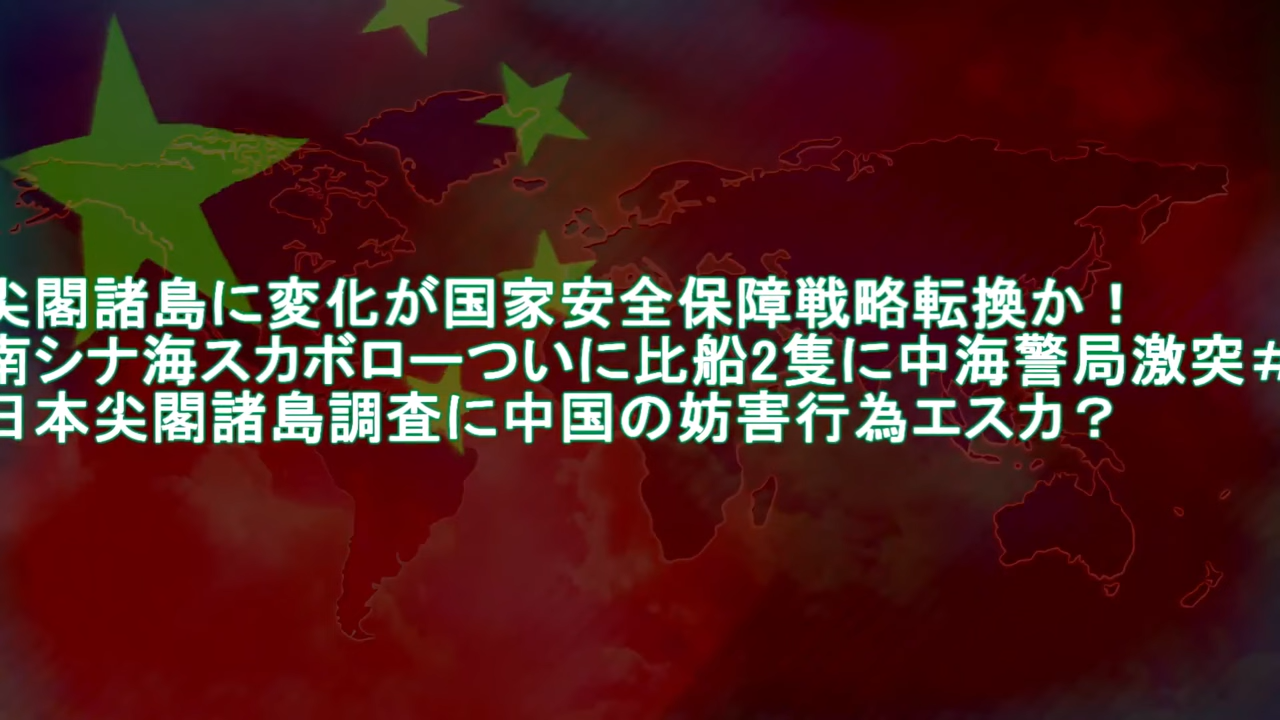 尖閣諸島に変化が国家安全保障戦略転換か！
南シナ海スカボローついに比船2隻に中海警局激突#
日本尖閣諸島調査に中国の妨害行為エスカ？